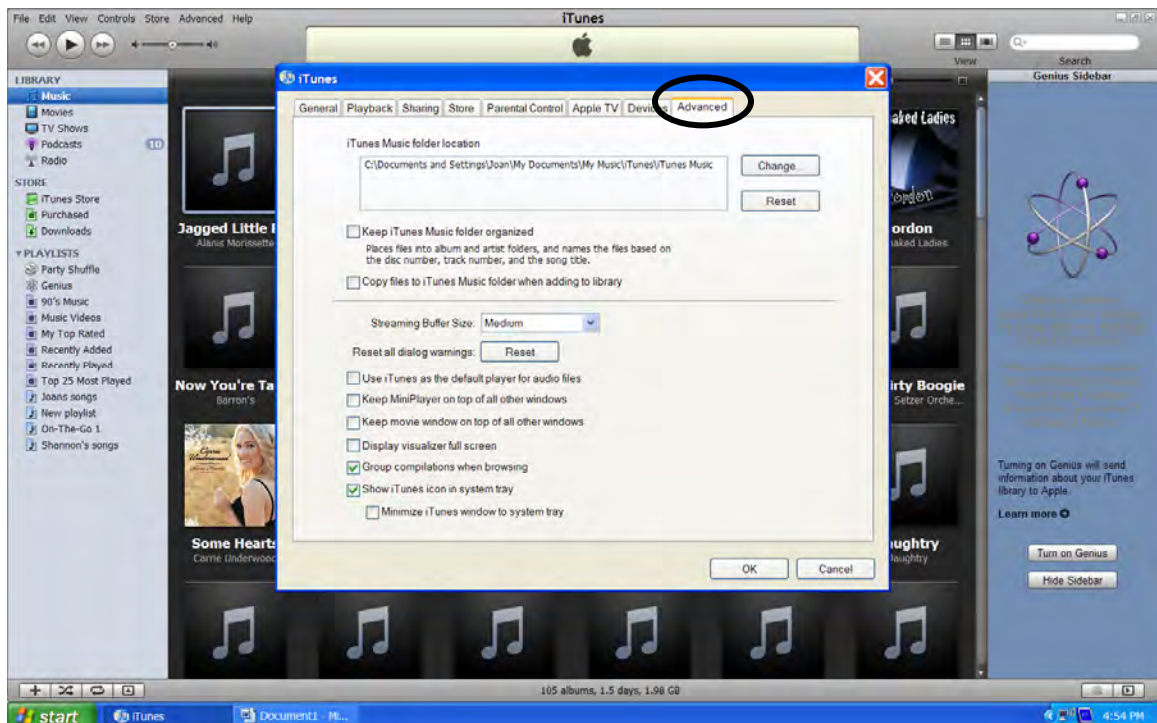 File Edit View Controls Store Advanced Help
iTunes
View
Search
LIBRARY
Music
Movies
TV Shows
Podcasts 10
Radio
STORE
iTunes Store
Purchased
Downloads
PLAYLISTS
Party Shuffle
Genius
90's Music
Music Videos
My Top Rated
Recently Added
Recently Played
Top 25 Most Played
Joans songs
New playlist
On-The-Go 1
Shannon's songs
Jagged Little
Alanis Morissette
Now You're Ta
Barron's
Some Hearts
Carrie Underwood
iTunes
General Playback Sharing Store Parental Control Apple TV Devices Advanced
iTunes Music folder location
C:\Documents and Settings\Joan\My Documents\My Music\iTunes\iTunes Music
Change...
Reset
Keep iTunes Music folder organized
Places files into album and artist folders, and names the files based on
the disc number, track number, and the song title.
Copy files to iTunes Music folder when adding to library
Streaming Buffer Size: Medium
Reset all dialog warnings: Reset
Use iTunes as the default player for audio files
Keep MiniPlayer on top of all other windows
Keep movie window on top of all other windows
Display visualizer full screen
Group compilations when browsing
Show iTunes icon in system tray
Minimize iTunes window to system tray
OK Cancel
aked Ladies
ordon
ordon
aked Ladies
irty Boogie
Setzer Orche...
ughtry
Daughtry
Genius Sidebar
Turning on Genius will send
information about your iTunes
library to Apple.
Learn more
Turn on Genius
Hide Sidebar
105 albums, 1.5 days, 1.98 GB
start
iTunes
Document1 - Mi...
4:54 PM